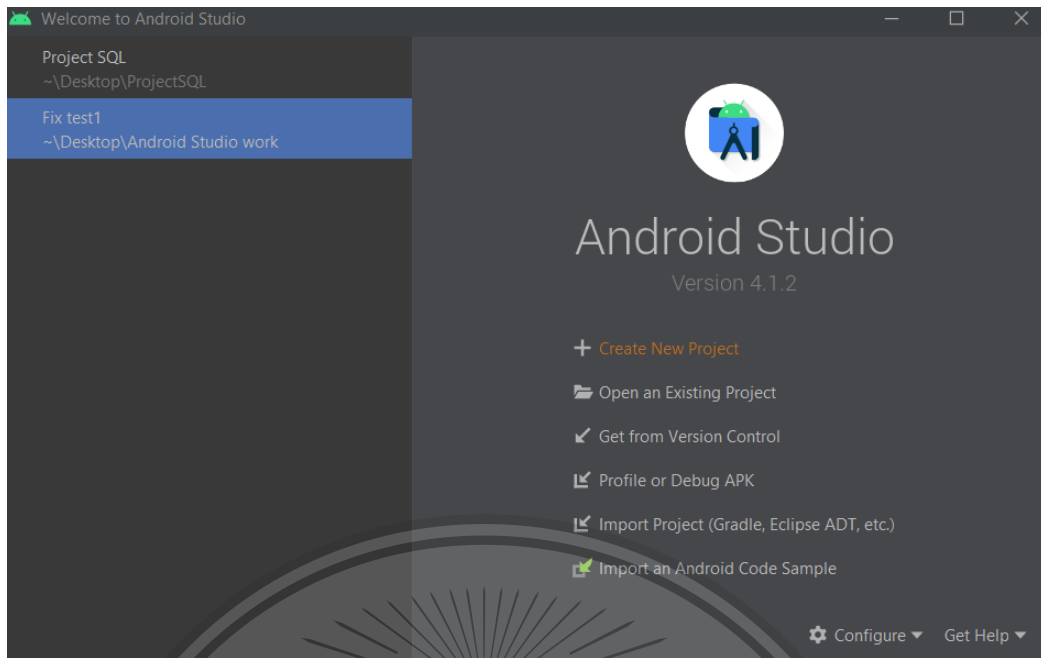 Welcome to Android Studio
Project SQL
~\Desktop\ProjectSQL
Fix test1
~\Desktop\Android Studio work
Android Studio
Version 4.1.2
Create New Project
Open an Existing Project
Get from Version Control
Profile or Debug APK
Import Project (Gradle, Eclipse ADT, etc.)
Import an Android Code Sample
Configure
Get Help